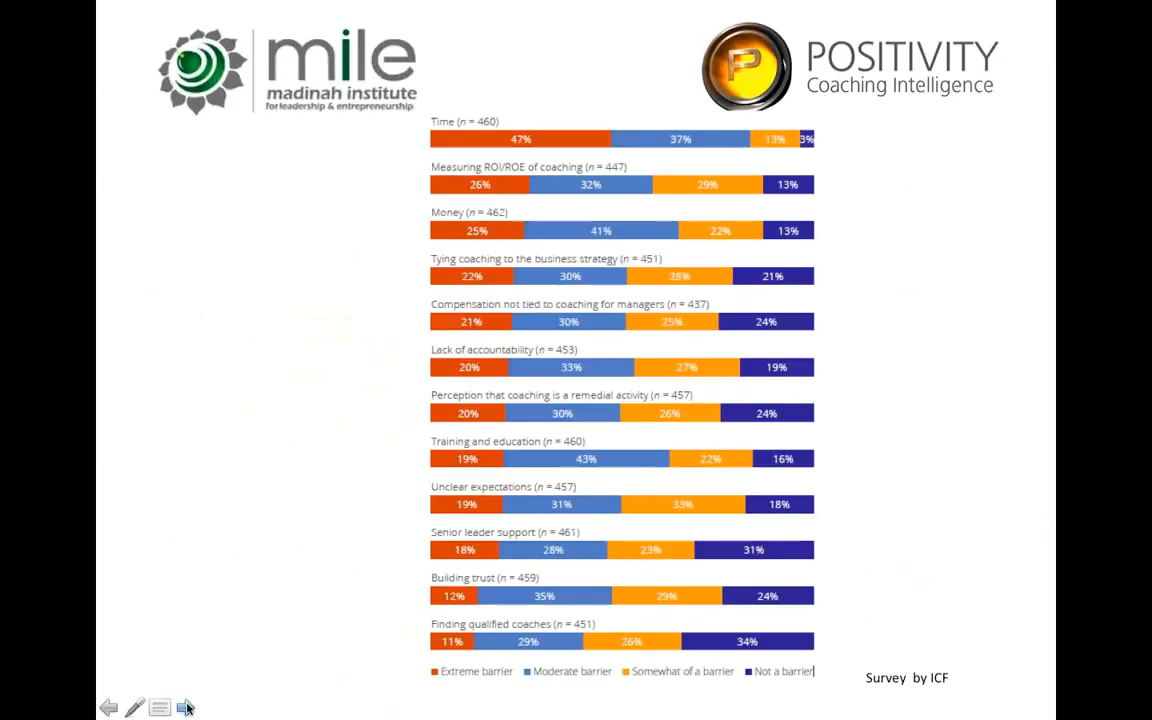 mile
madinah institute
for leadership & entrepreneurship
P
POSITIVITY
Coaching Intelligence
Time (n = 460)
47% 37% 13% 3%
Measuring ROI/ROE of coaching (n = 447)
26% 32% 29% 13%
Money (n = 462)
25% 41% 22% 13%
Tying coaching to the business strategy (n = 451)
22% 30% 28% 21%
Compensation not tied to coaching for managers (n = 437)
21% 30% 25% 24%
Lack of accountability (n = 453)
20% 33% 27% 19%
Perception that coaching is a remedial activity (n = 457)
20% 30% 26% 24%
Training and education (n = 460)
19% 43% 22% 16%
Unclear expectations (n = 457)
19% 31% 33% 18%
Senior leader support (n = 461)
18% 28% 23% 31%
Building trust (n = 459)
12% 35% 29% 24%
Finding qualified coaches (n = 451)
11% 29% 26% 34%
Extreme barrier Moderate barrier Somewhat of a barrier Not a barrier
Survey by ICF